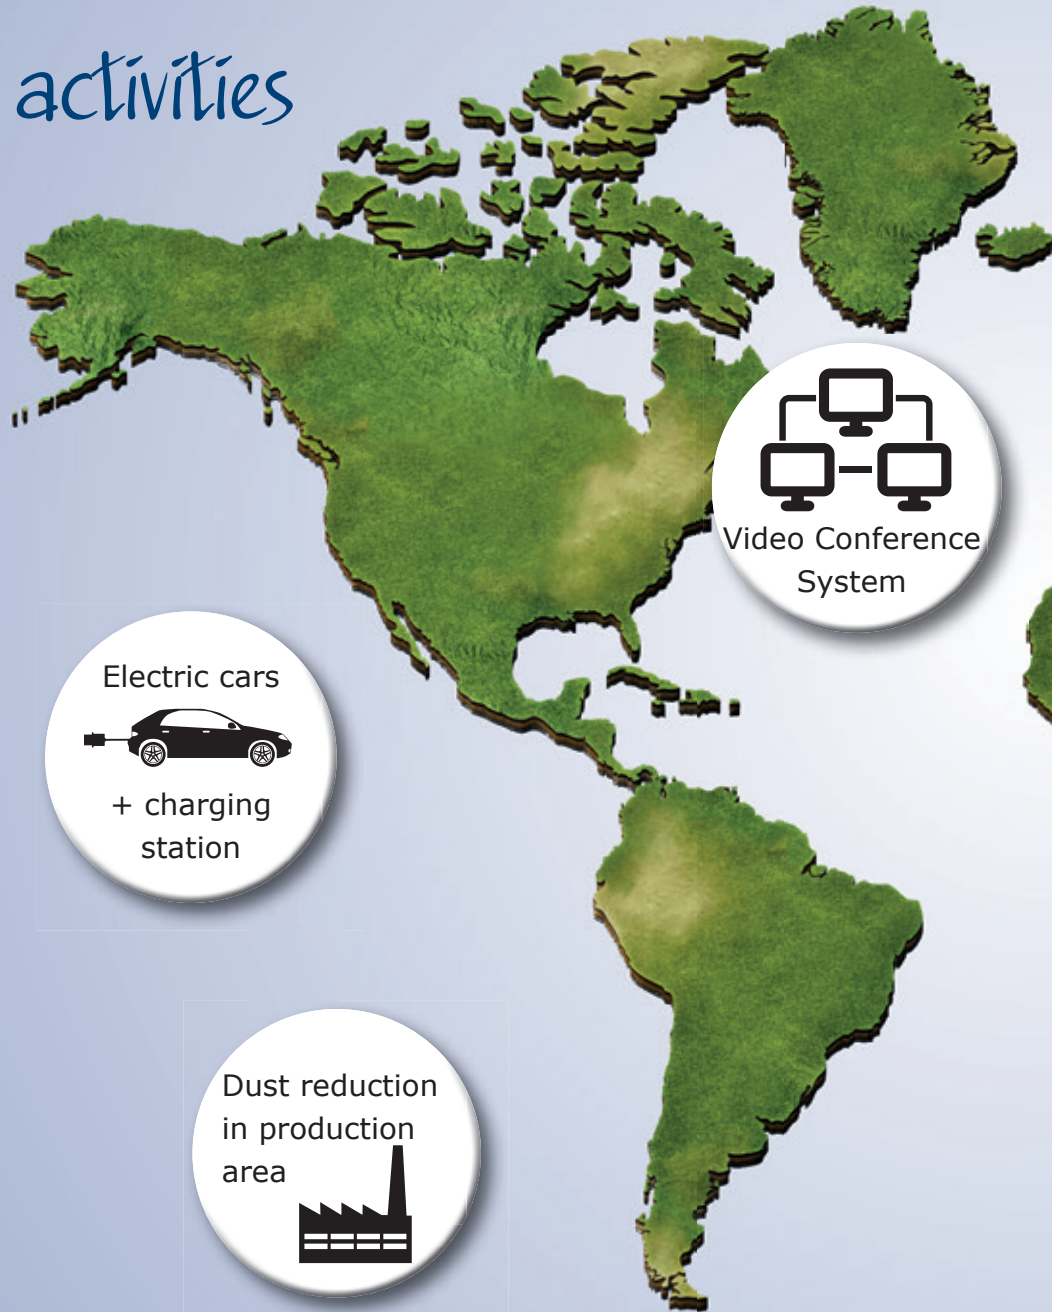 activities
Video Conference
System
Electric cars
+ charging
station
Dust reduction
in production
area